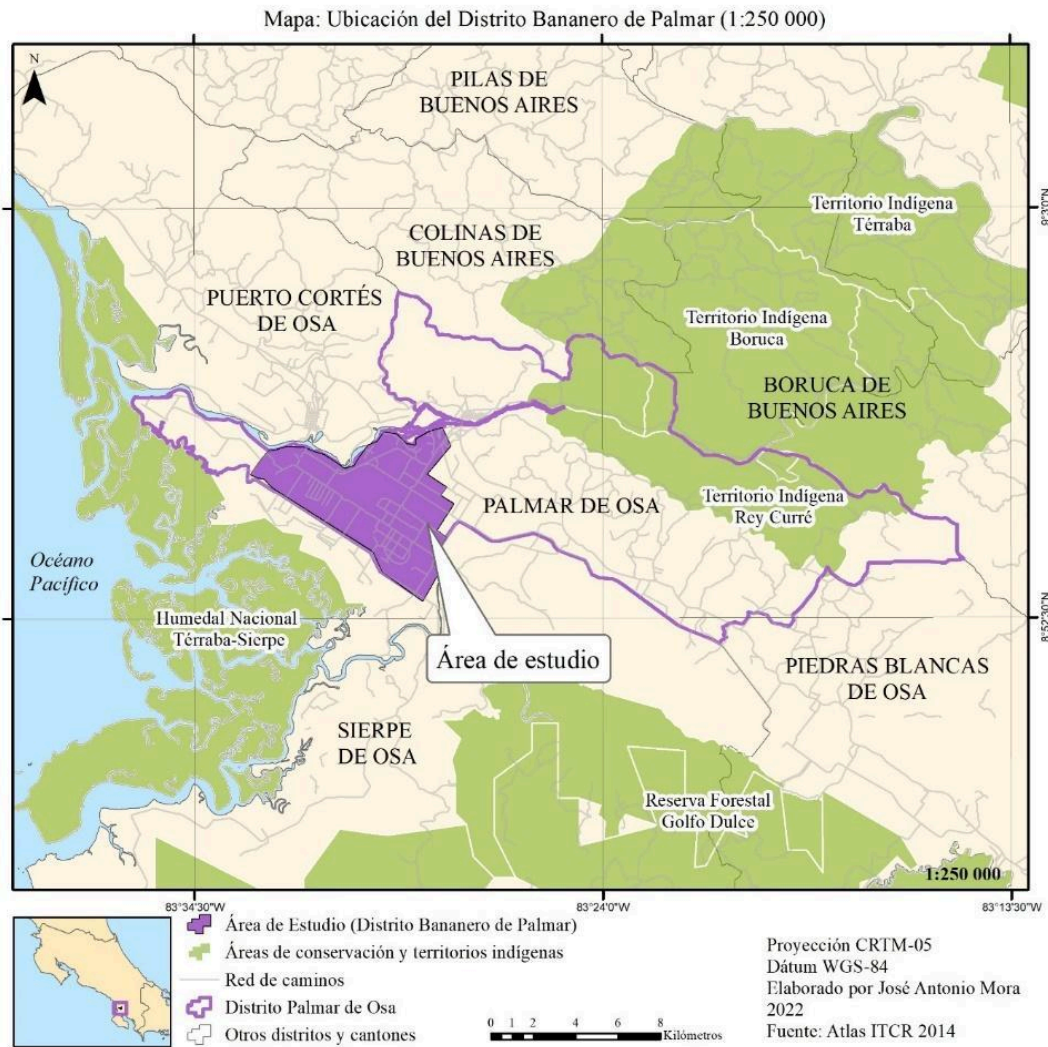 Mapa: Ubicación del Distrito Bananero de Palmar (1:250 000)
N
PILAS DE
BUENOS AIRES
Territorio Indígena
Térraba
9°3'0"N
COLINAS DE
BUENOS AIRES
PUERTO CORTÉS
DE OSA
Territorio Indígena
Boruca
BORUCA DE
BUENOS AIRES
PALMAR DE OSA
Territorio Indígena
Rey Curré
Océano
Pacífico
Humedal Nacional
Térraba-Sierpe
8°52'30"N
Área de estudio
PIEDRAS BLANCAS
DE OSA
SIERPE
DE OSA
Reserva Forestal
Golfo Dulce
1:250 000
83°34'30"W
83°24'0"W
83°13'30"W
Área de Estudio (Distrito Bananero de Palmar)
Áreas de conservación y territorios indígenas
Red de caminos
Distrito Palmar de Osa
Otros distritos y cantones
0 1 2 4 6 8
Kilómetros
Proyección CRTM-05
Dátum WGS-84
Elaborado por José Antonio Mora
2022
Fuente: Atlas ITCR 2014